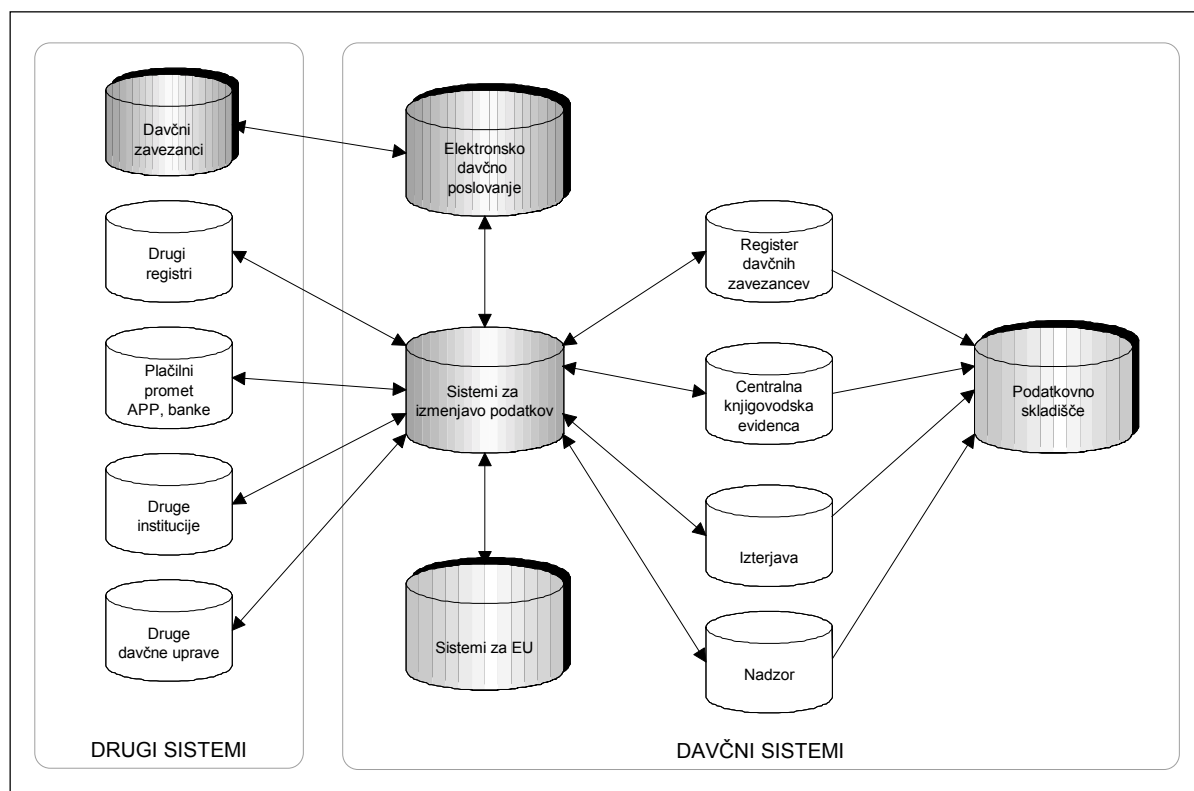 Davčni
zavezanci
Drugi
registri
Plačilni
promet
APP, banke
Druge
institucije
Druge
davčne uprave
DRUGI SISTEMI
Elektronsko
davčno
poslovanje
Sistemi za
izmenjavo podatkov
Sistemi za EU
Register
davčnih
zavezancev
Centralna
knjigovodska
evidenca
Izterjava
Nadzor
Podatkovno
skladišče
DAVČNI SISTEMI